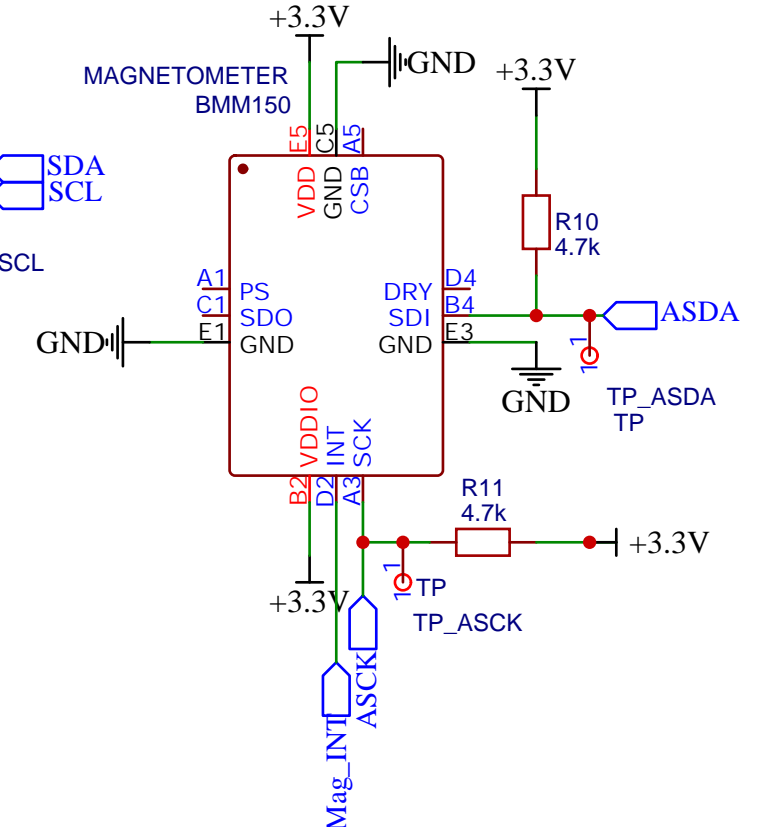 +3.3V
GND
MAGNETOMETER
BMM150
+3.3V
E5
C5
A5
SDA
SCL
VDD
GND
CSB
R10
4.7k
SCL
A1
PS
DRY
D4
C1
SDO
SDI
B4
ASDA
GND
E1
GND
GND
E3
1
1
GND
TP_ASDA
TP
VDDIO
INT
SCK
B2
D2
A3
R11
4.7k
+3.3V
1
1
TP
+3.3V
TP_ASCK
ASCK
Mag_INT